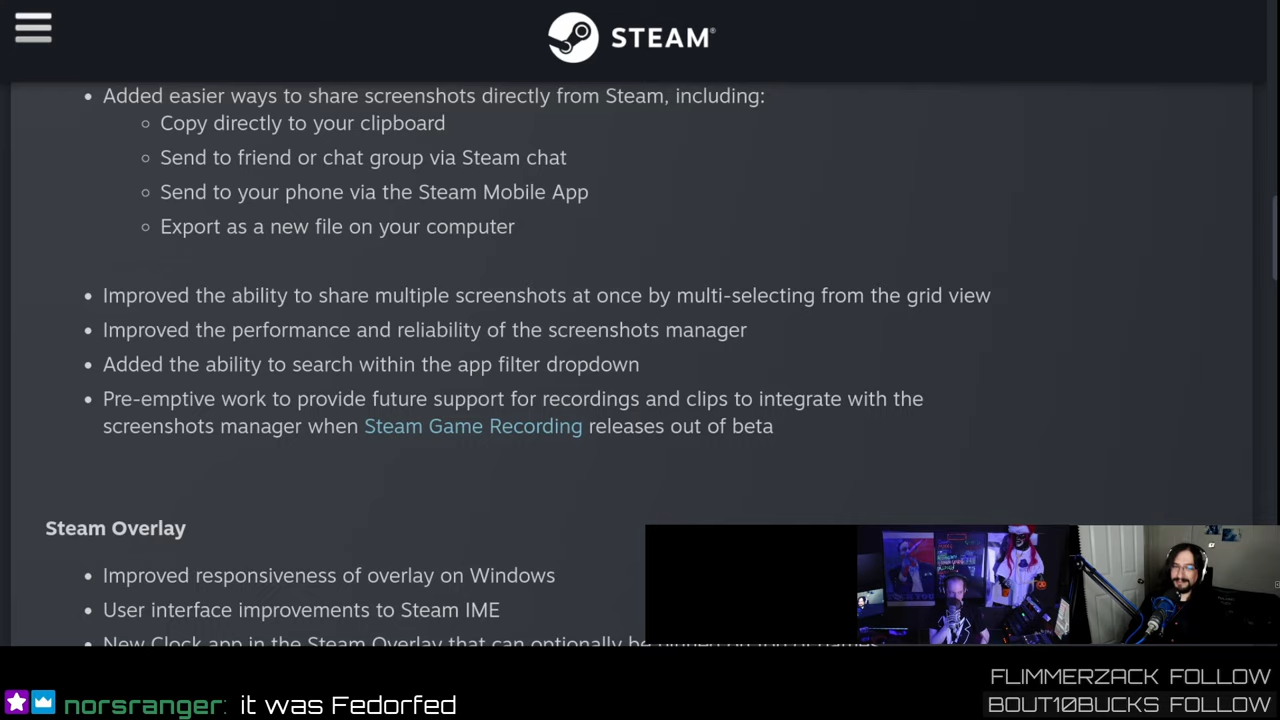 STEAM®
• Added easier ways to share screenshots directly from Steam, including:
○ Copy directly to your clipboard
○ Send to friend or chat group via Steam chat
○ Send to your phone via the Steam Mobile App
○ Export as a new file on your computer
• Improved the ability to share multiple screenshots at once by multi-selecting from the grid view
• Improved the performance and reliability of the screenshots manager
• Added the ability to search within the app filter dropdown
• Pre-emptive work to provide future support for recordings and clips to integrate with the
screenshots manager when Steam Game Recording releases out of beta
Steam Overlay
• Improved responsiveness of overlay on Windows
• User interface improvements to Steam IME
• New Clock app in the Steam Overlay that can optionally be pinned on top of games
FLIMMERZACK FOLLOW
norsranger: it was Fedorfed
BOUT10BUCKS FOLLOW